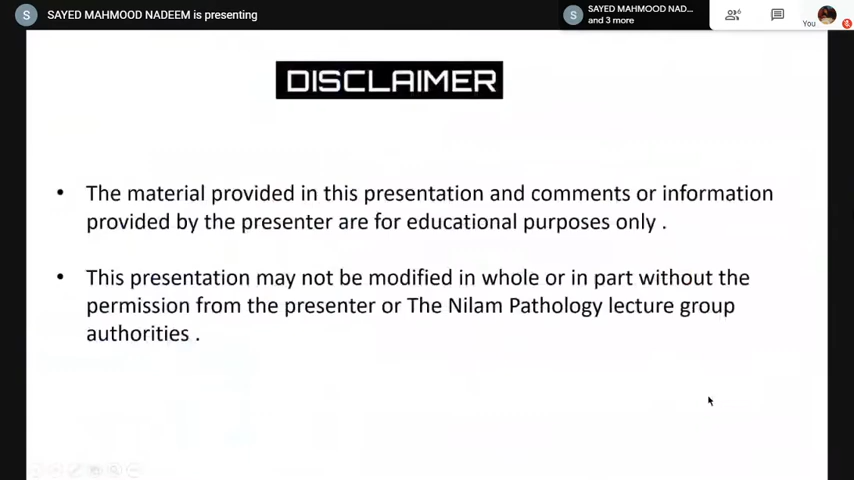 S SAYED MAHMOOD NADEEM is presenting
S SAYED MAHMOOD NAD...
and 3 more
6
You
DISCLAIMER
• The material provided in this presentation and comments or information
provided by the presenter are for educational purposes only .
• This presentation may not be modified in whole or in part without the
permission from the presenter or The Nilam Pathology lecture group
authorities .